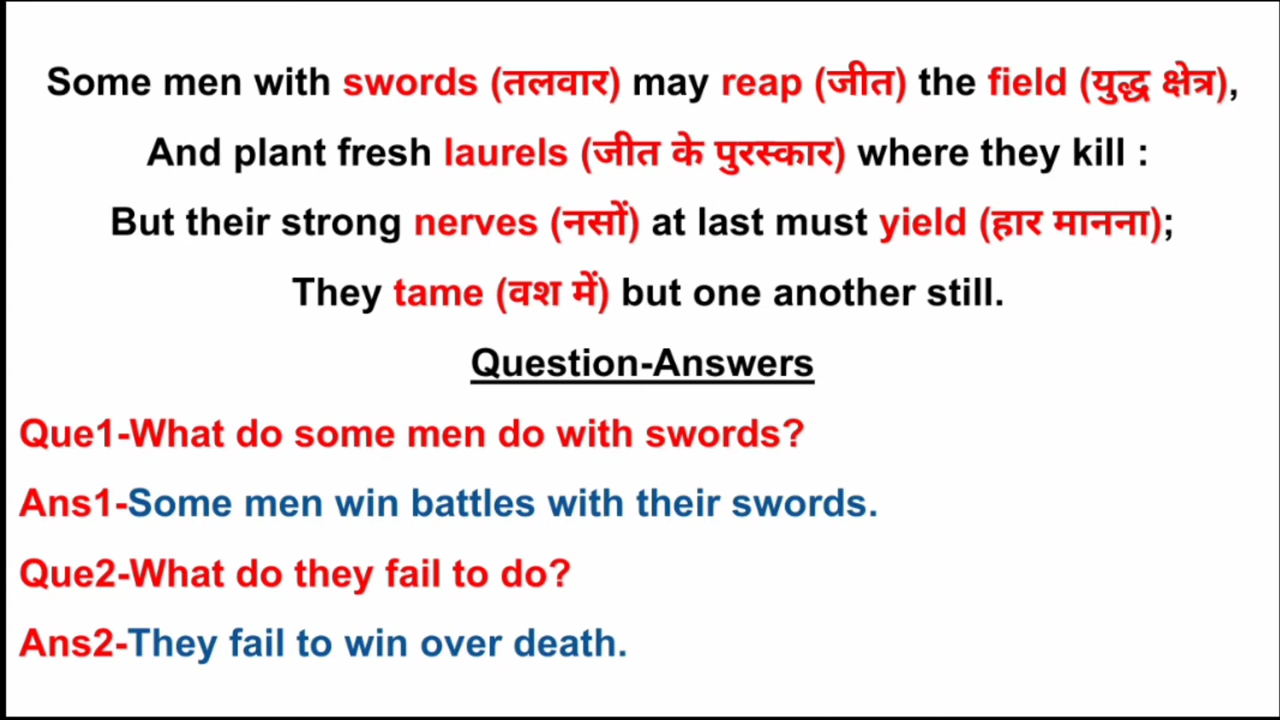 Some men with swords (तलवार) may reap (जीत) the field (युद्ध क्षेत्र),
And plant fresh laurels (जीत के पुरस्कार) where they kill :
But their strong nerves (नसों) at last must yield (हार मानना);
They tame (वश में) but one another still.
Question-Answers
Que1-What do some men do with swords?
Ans1-Some men win battles with their swords.
Que2-What do they fail to do?
Ans2-They fail to win over death.